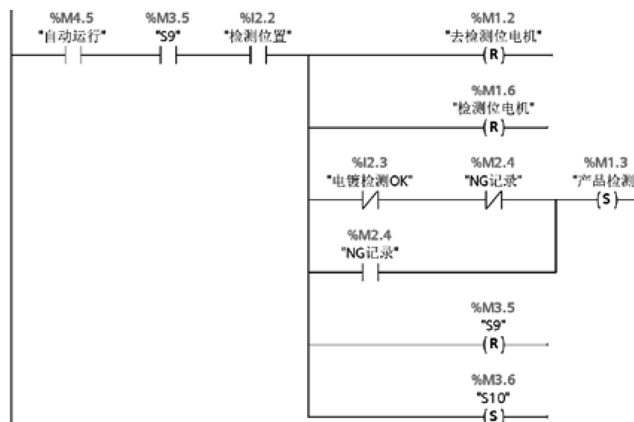 %M4.5 %M3.5 %I2.2 %M1.2
"自动运行" "S9" "检测位置" "去检测位电机"
(R)
%M1.6
"检测位电机"
(R)
%I2.3 %M2.4 %M1.3
"电镀检测OK" "NG记录" "产品检测
(S)
%M2.4
"NG记录"
%M3.5
"S9"
(R)
%M3.6
"S10"
(S)